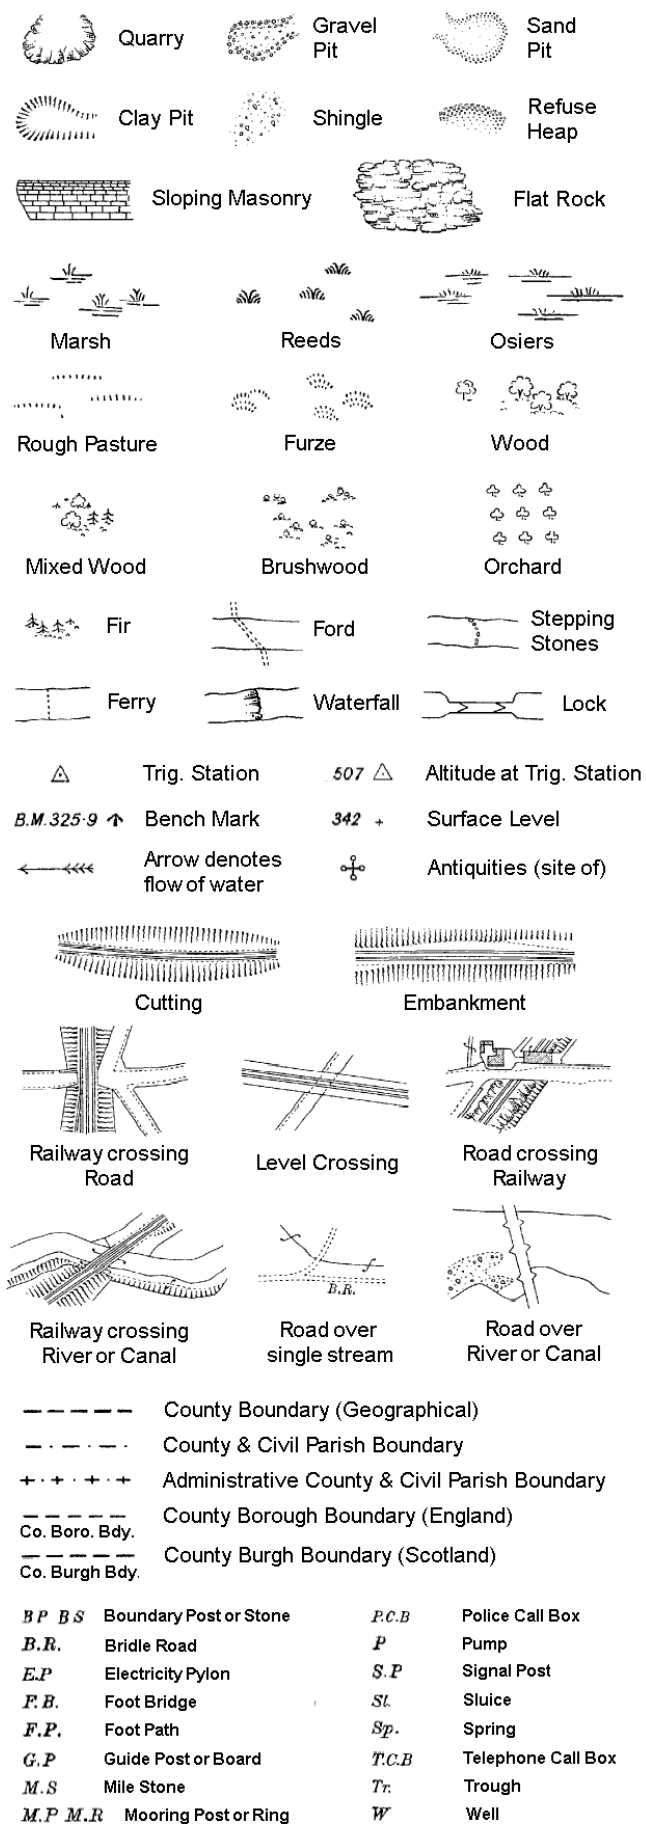 Quarry
Gravel
Pit
Sand
Pit
Clay Pit
Shingle
Refuse
Heap
Sloping Masonry
Flat Rock
Marsh
Reeds
Osiers
Rough Pasture
Furze
Wood
Mixed Wood
Brushwood
Orchard
Fir
Ford
Stepping
Stones
Ferry
Waterfall
Lock
Trig. Station
507 Altitude at Trig. Station
B.M. 325·9 Bench Mark
342 + Surface Level
Arrow denotes
flow of water
Antiquities (site of)
Cutting
Embankment
Railway crossing
Road
Level Crossing
Road crossing
Railway
Railway crossing
River or Canal
B.R.
Road over
single stream
Road over
River or Canal
County Boundary (Geographical)
County & Civil Parish Boundary
Administrative County & Civil Parish Boundary
County Borough Boundary (England)
Co. Boro. Bdy.
County Burgh Boundary (Scotland)
Co. Burgh Bdy.
B P B S Boundary Post or Stone
B.R. Bridle Road
E.P Electricity Pylon
F.B. Foot Bridge
F.P. Foot Path
G.P Guide Post or Board
M.S Mile Stone
M.P M.R Mooring Post or Ring
P.C.B Police Call Box
P Pump
S.P Signal Post
Sl. Sluice
Sp. Spring
T.C.B Telephone Call Box
Tr. Trough
W Well